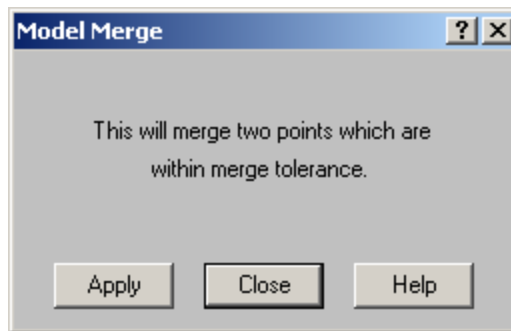 Model Merge
This will merge two points which are
within merge tolerance.
Apply Close Help